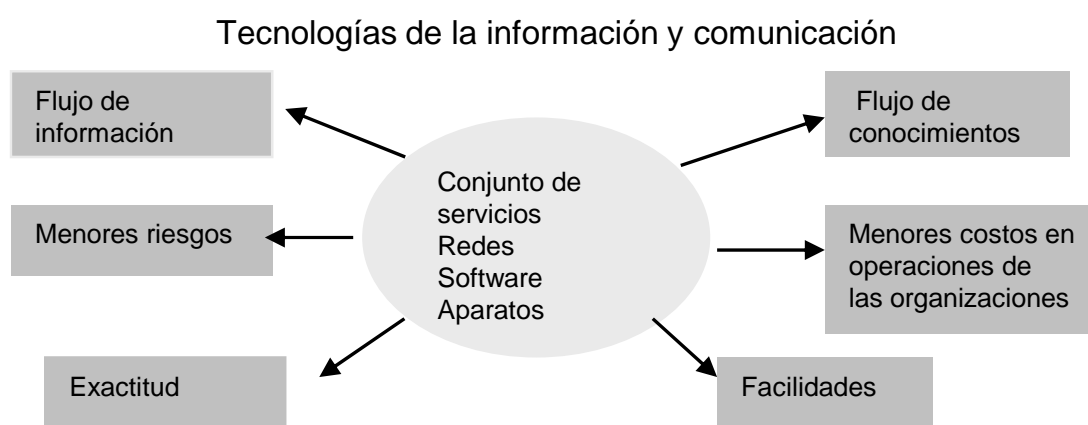 Tecnologías de la información y comunicación
Flujo de
información
Flujo de
conocimientos
Conjunto de
servicios
Redes
Software
Aparatos
Menores riesgos
Menores costos en
operaciones de
las organizaciones
Exactitud
Facilidades